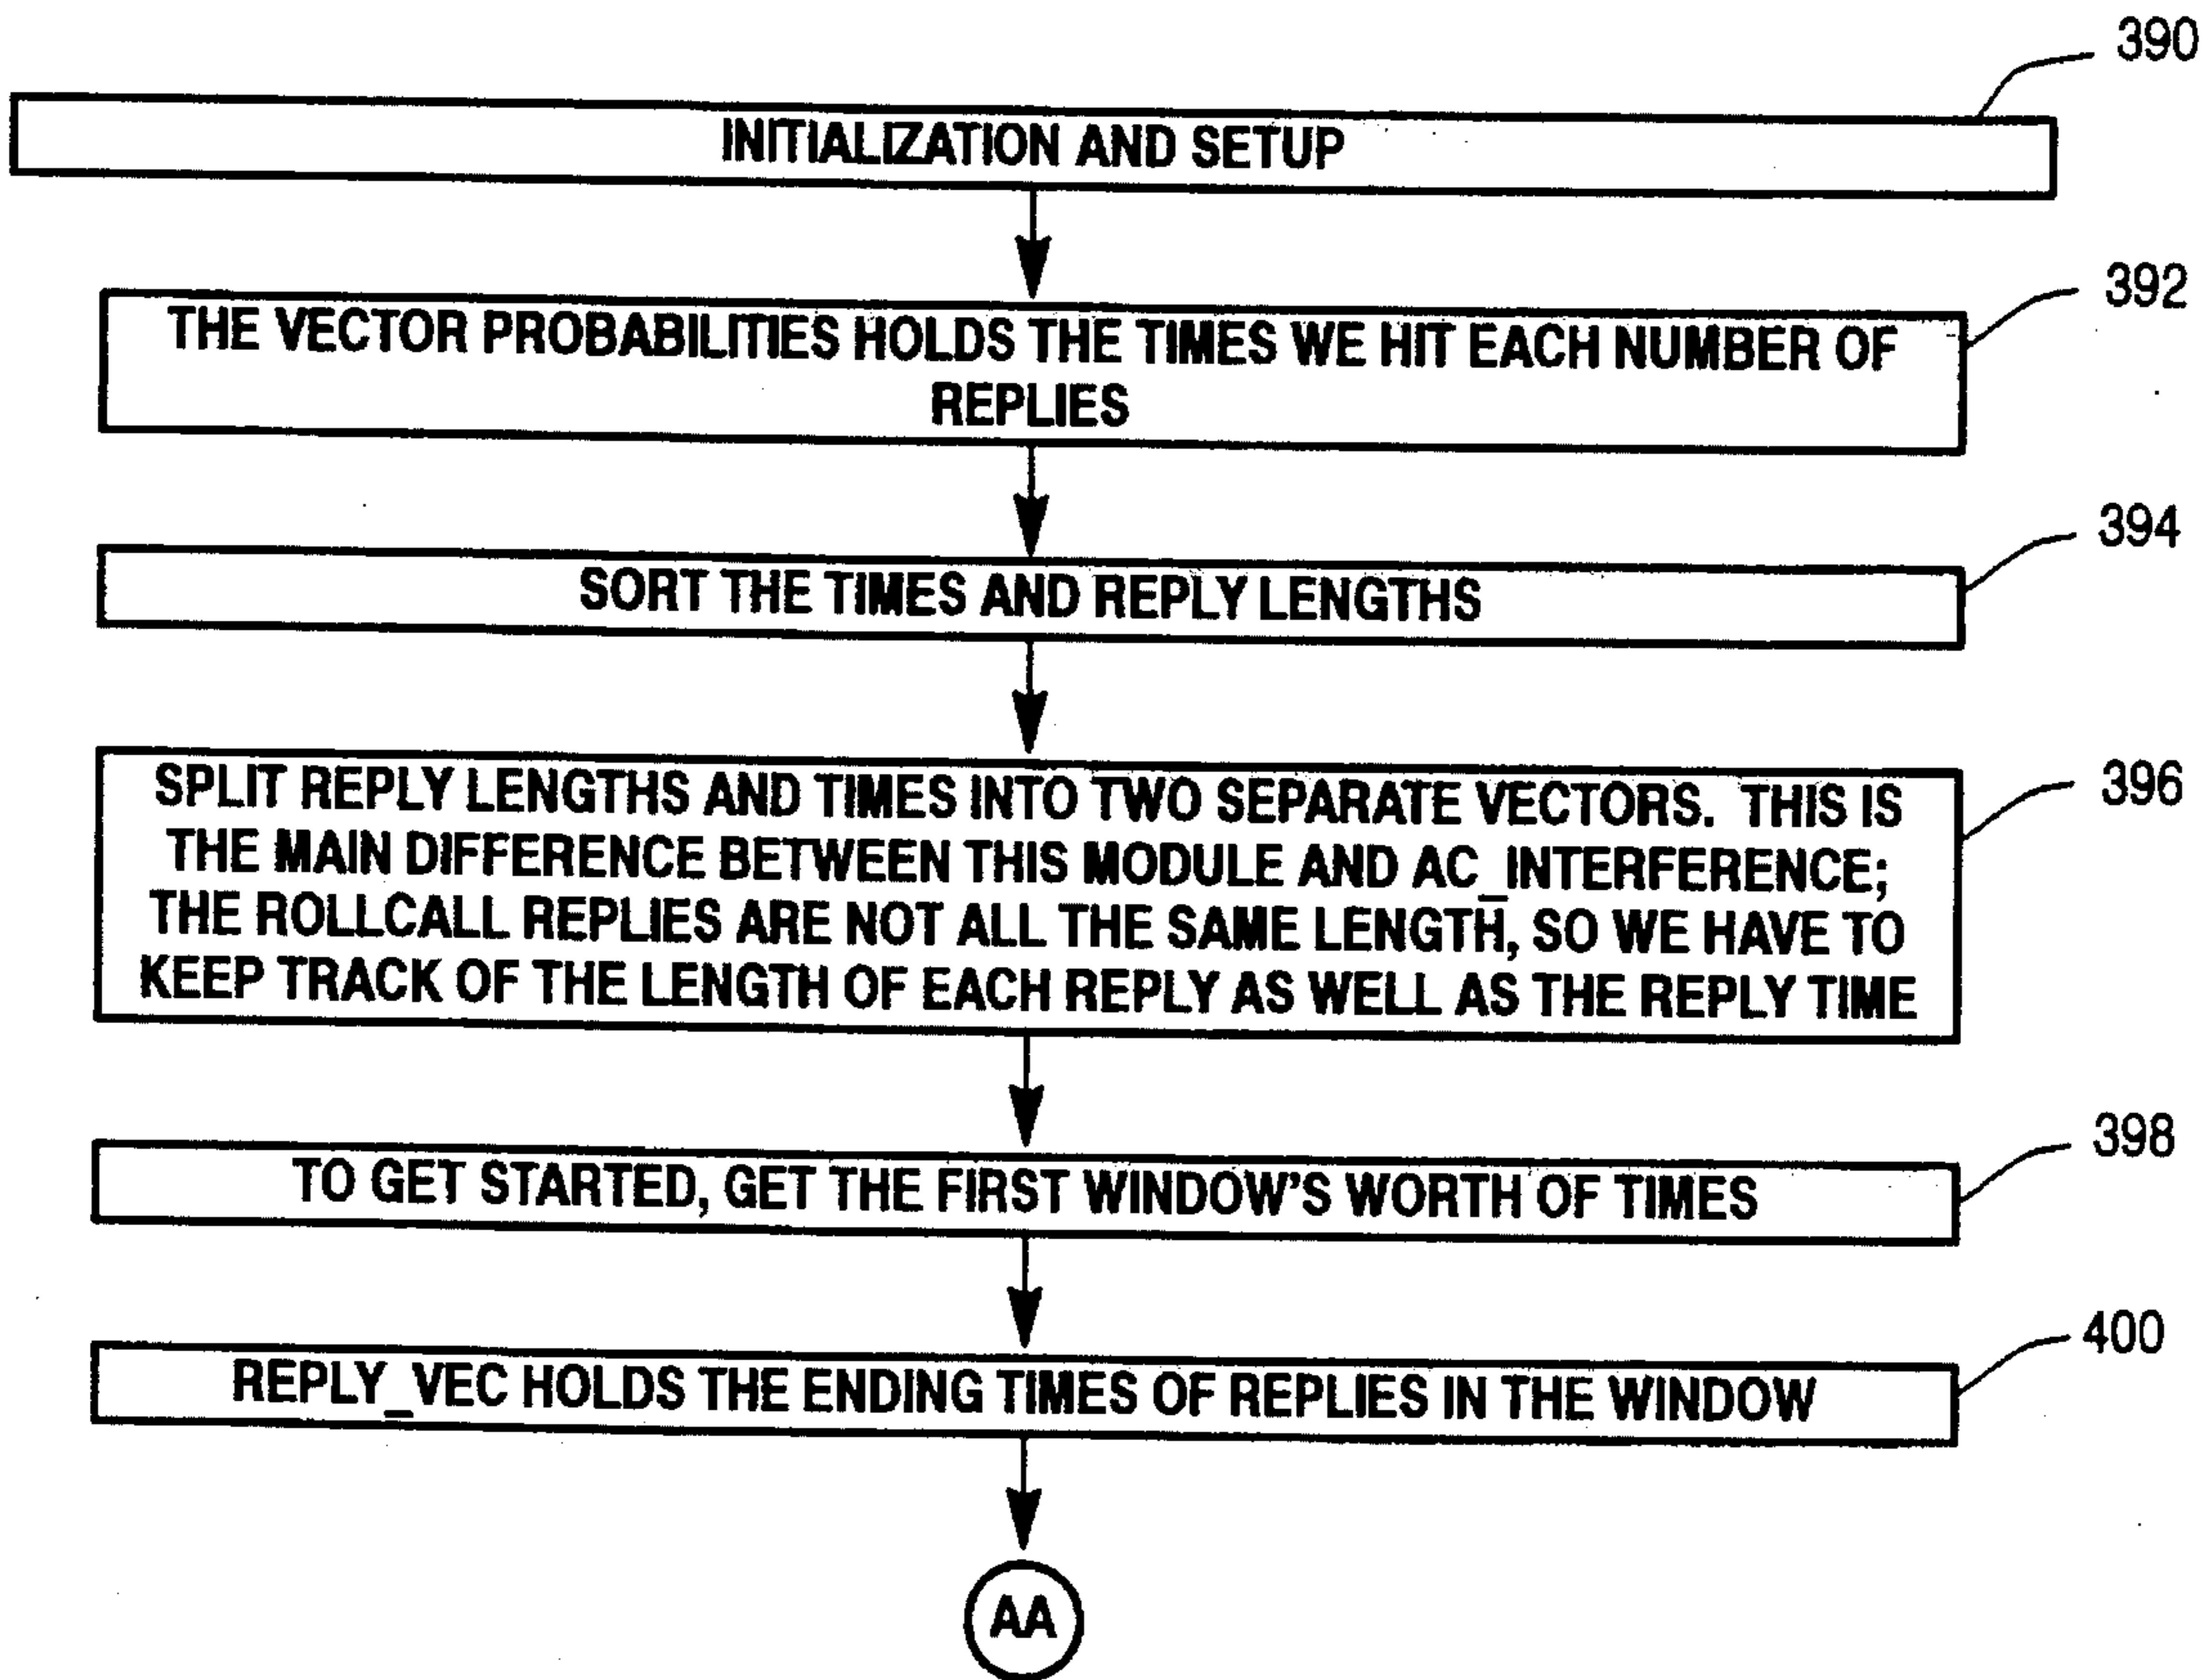 390
INITIALIZATION AND SETUP
392
THE VECTOR PROBABILITIES HOLDS THE TIMES WE HIT EACH NUMBER OF
REPLIES
394
SORT THE TIMES AND REPLY LENGTHS
396
SPLIT REPLY LENGTHS AND TIMES INTO TWO SEPARATE VECTORS. THIS IS
THE MAIN DIFFERENCE BETWEEN THIS MODULE AND AC_INTERFERENCE;
THE ROLLCALL REPLIES ARE NOT ALL THE SAME LENGTH, SO WE HAVE TO
KEEP TRACK OF THE LENGTH OF EACH REPLY AS WELL AS THE REPLY TIME
398
TO GET STARTED, GET THE FIRST WINDOW'S WORTH OF TIMES
400
REPLY_VEC HOLDS THE ENDING TIMES OF REPLIES IN THE WINDOW
AA